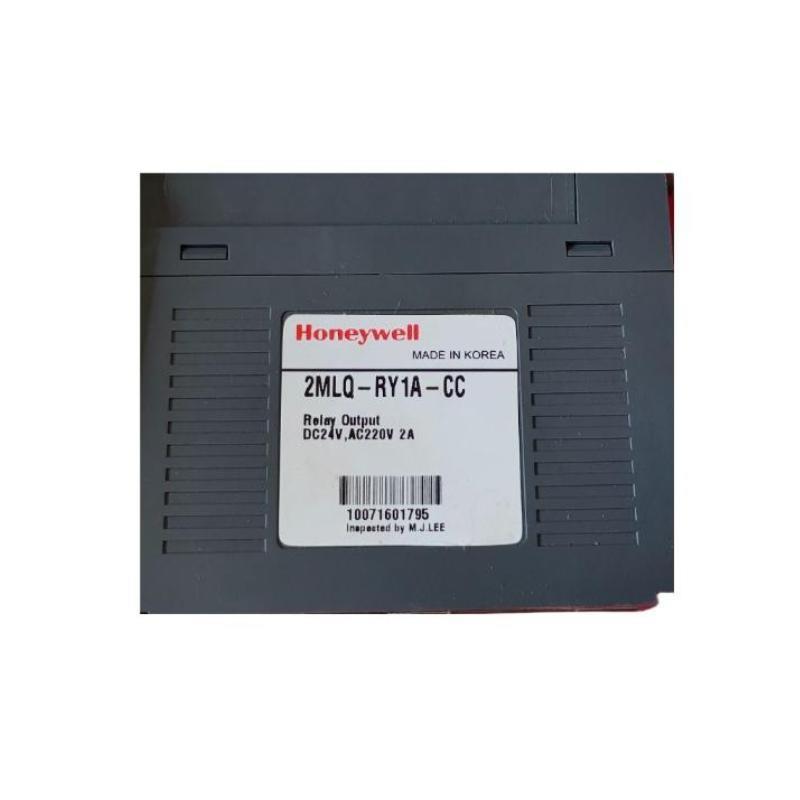 Honeywell
MADE IN KOREA
2MLQ-RY1A-CC
Relay Output
DC24V,AC220V 2A
10071601795
Inspected by M.J.LEE